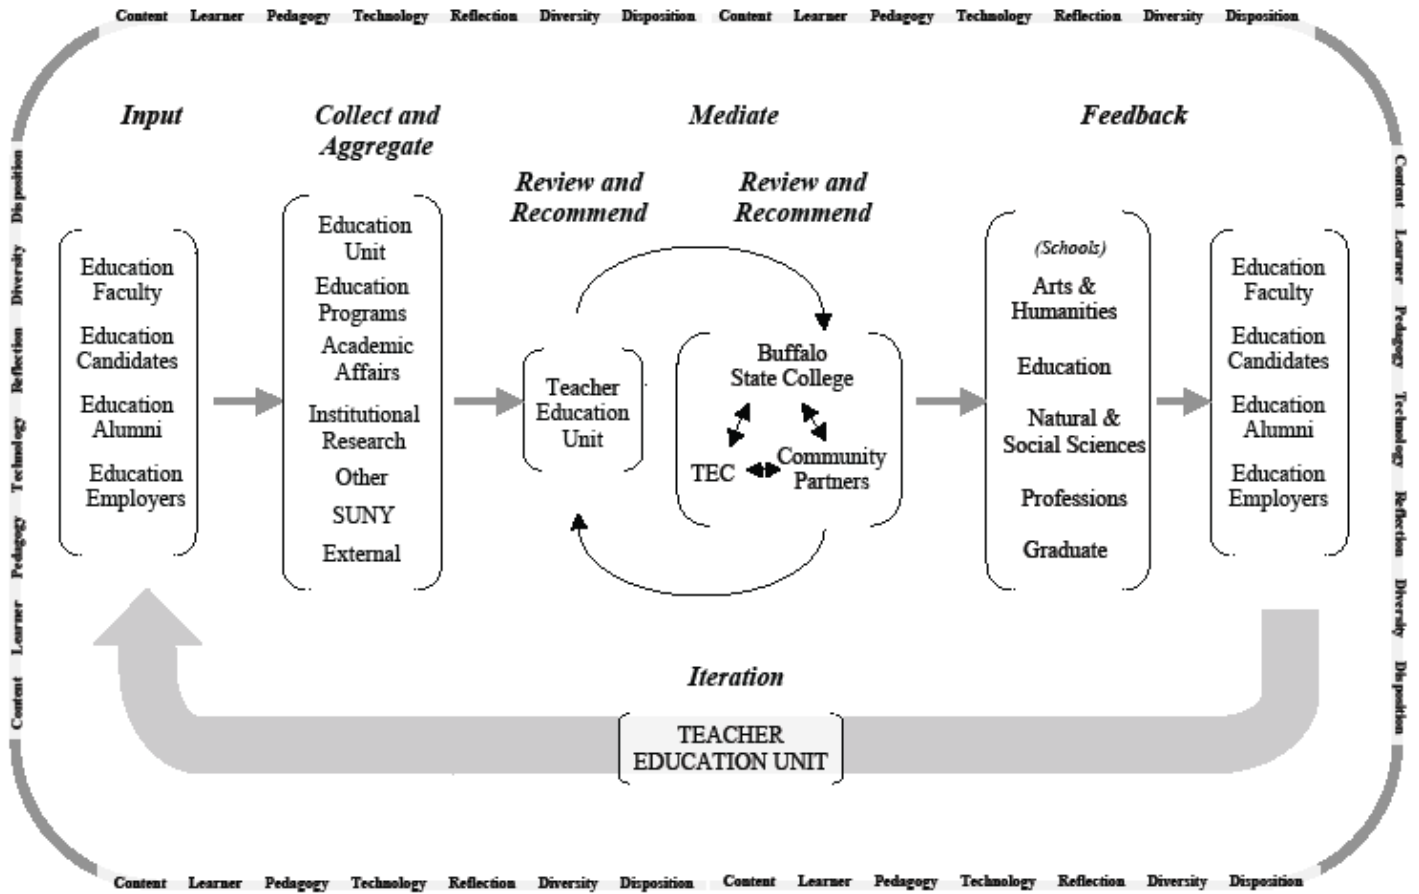 Content Learner Pedagogy Technology Reflection Diversity Disposition Content Learner Pedagogy Technology Reflection Diversity Disposition
Input
Collect and
Aggregate
Mediate
Feedback
Review and
Recommend
Review and
Recommend
Education
Faculty
Education
Candidates
Education
Alumni
Education
Employers
Education
Unit
Education
Programs
Academic
Affairs
Institutional
Research
Other
SUNY
External
Teacher
Education
Unit
Buffalo
State College
TEC
Community
Partners
(Schools)
Arts &
Humanities
Education
Natural &
Social Sciences
Professions
Graduate
Education
Faculty
Education
Candidates
Education
Alumni
Education
Employers
Iteration
TEACHER
EDUCATION UNIT
Content Learner Pedagogy Technology Reflection Diversity Disposition
Content Learner Pedagogy Technology Reflection Diversity Disposition
Content Learner Pedagogy Technology Reflection Diversity Disposition Content Learner Pedagogy Technology Reflection Diversity Disposition